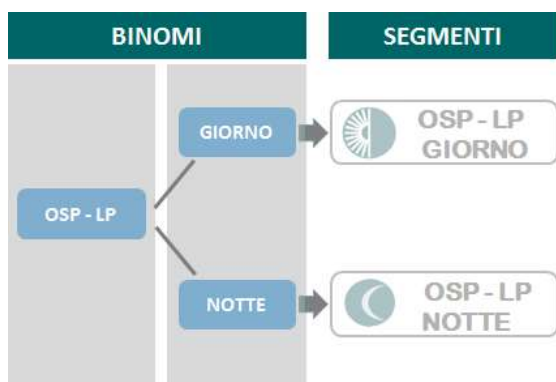 BINOMI
SEGMENTI
GIORNO
OSP - LP
GIORNO
OSP - LP
NOTTE
OSP - LP
NOTTE